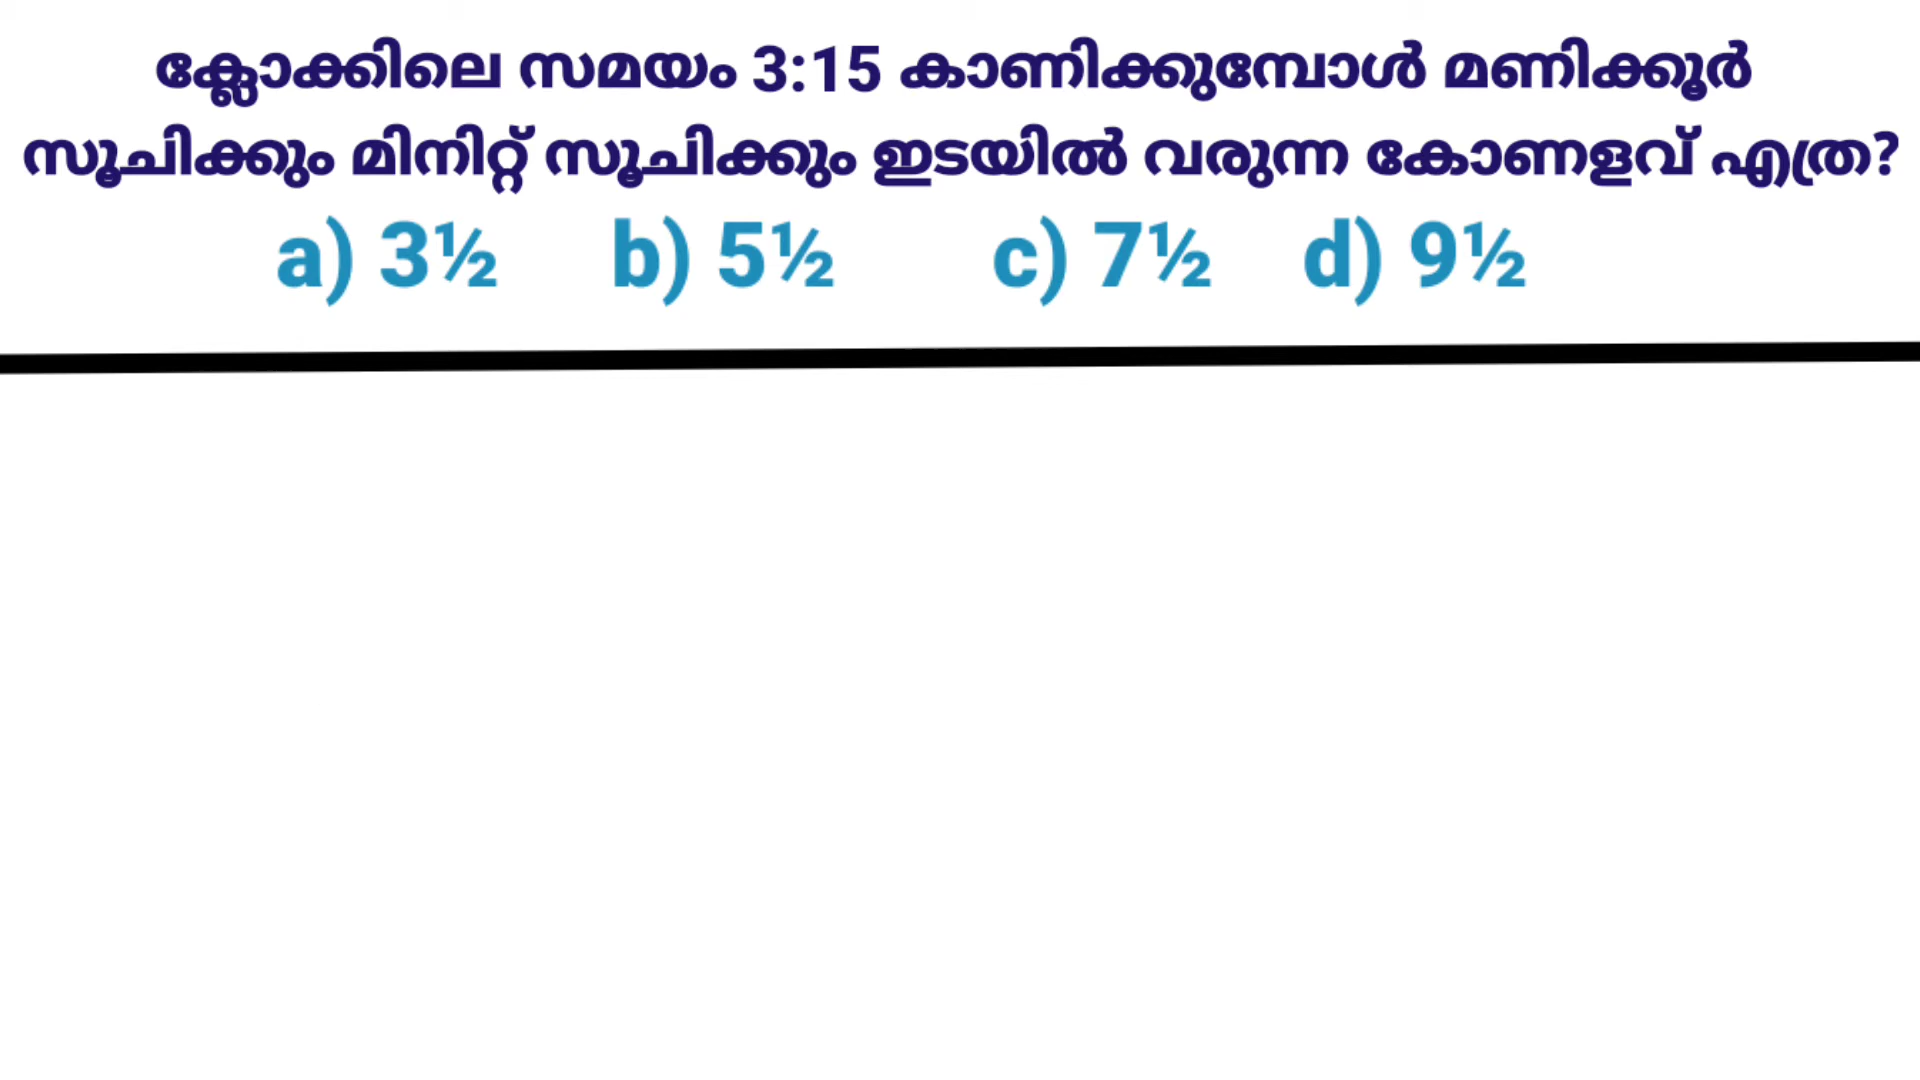 ക്ലോക്കിലെ സമയം 3:15 കാണിക്കുമ്പോൾ മണിക്കൂർ
സൂചിക്കും മിനിറ്റ് സൂചിക്കും ഇടയിൽ വരുന്ന കോണളവ് എത്ര?
a) 3½ b) 5½ c) 7½ d) 9½